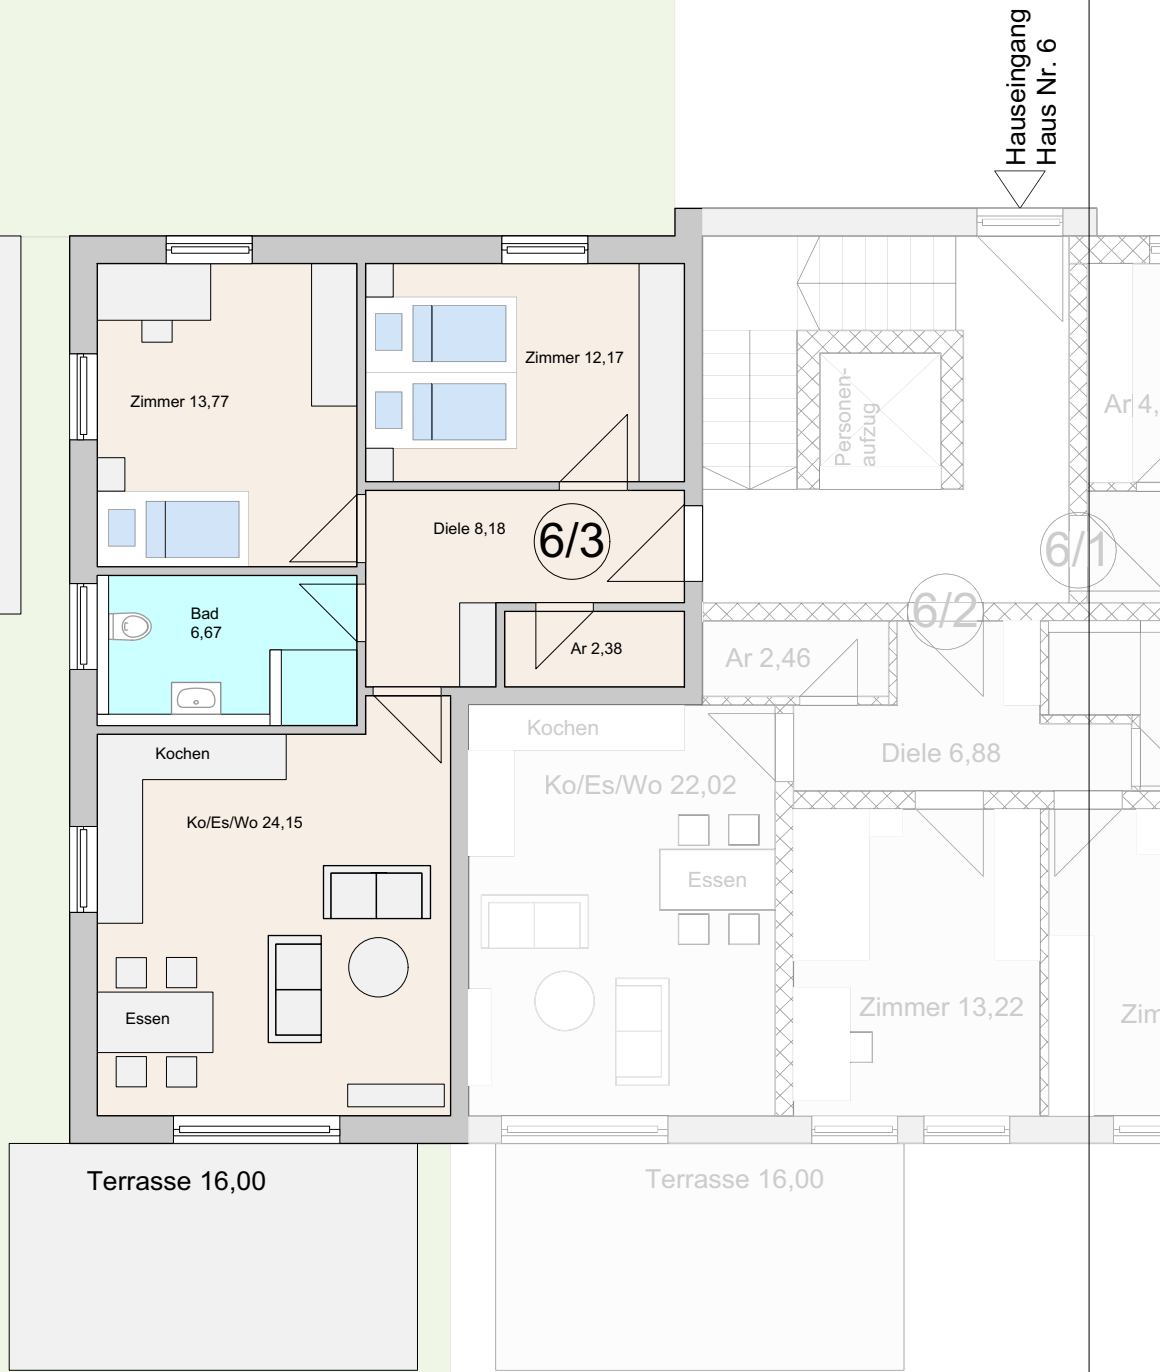 Hauseingang
Haus Nr. 6
Zimmer 12,17
Zimmer 13,77
Personen-
aufzug
Ar 4,
Diele 8,18
6/3
6/1
6/2
Bad
6,67
Ar 2,38
Ar 2,46
Kochen
Kochen
Diele 6,88
Ko/Es/Wo 22,02
Ko/Es/Wo 24,15
Essen
Essen
Zimmer 13,22
Zim
Terrasse 16,00
Terrasse 16,00